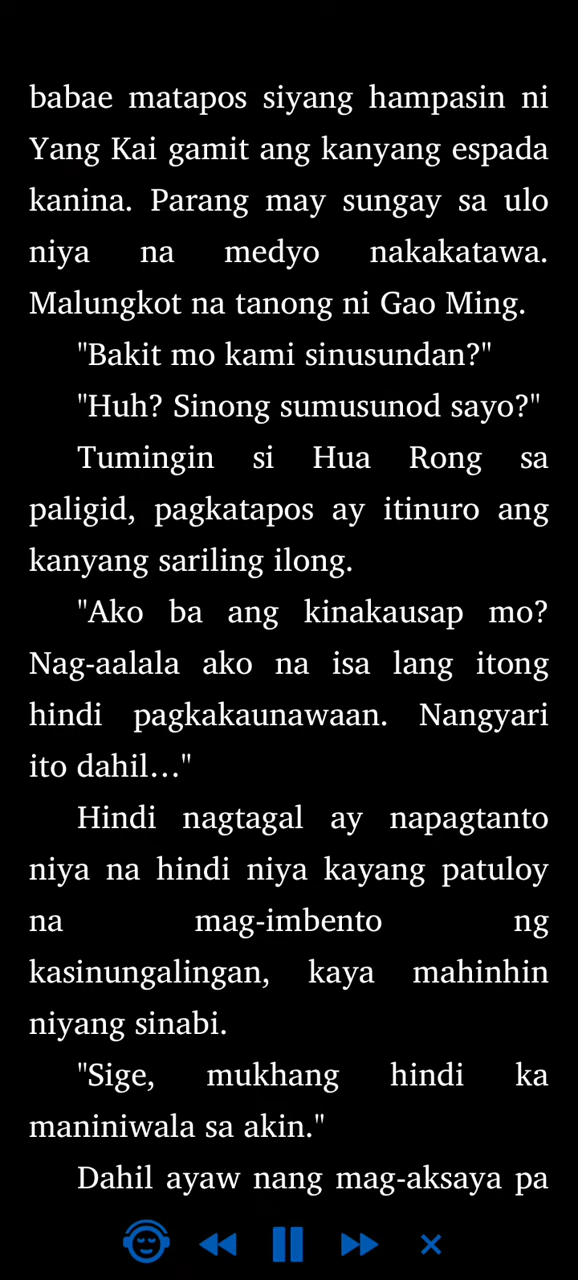 babae matapos siyang hampasin ni
Yang Kai gamit ang kanyang espada
kanina. Parang may sungay sa ulo
niya na medyo nakakatawa.
Malungkot na tanong ni Gao Ming.
"Bakit mo kami sinusundan?"
"Huh? Sinong sumusunod sayo?"
Tumingin si Hua Rong sa
paligid, pagkatapos ay itinuro ang
kanyang sariling ilong.
"Ako ba ang kinakausap mo?
Nag-aalala ako na isa lang itong
hindi pagkakaunawaan. Nangyari
ito dahil…"
Hindi nagtagal ay napagtanto
niya na hindi niya kayang patuloy
na mag-imbento ng
kasinungalingan, kaya mahinhin
niyang sinabi.
"Sige, mukhang hindi ka
maniniwala sa akin."
Dahil ayaw nang mag-aksaya pa